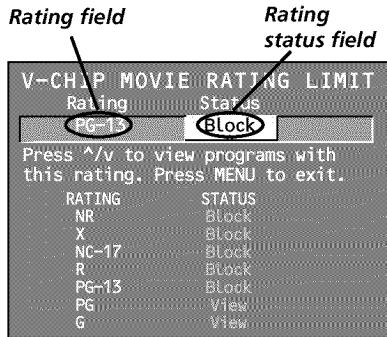 Rating field Rating
status field
V-CHIP MOVIE RATING LIMIT
Rating Status
PG-13 Block
Press ^/v to view programs with
this rating. Press MENU to exit.
RATING STATUS
NR Block
X Block
NC-17 Block
R Block
PG-13 Block
PG View
G View